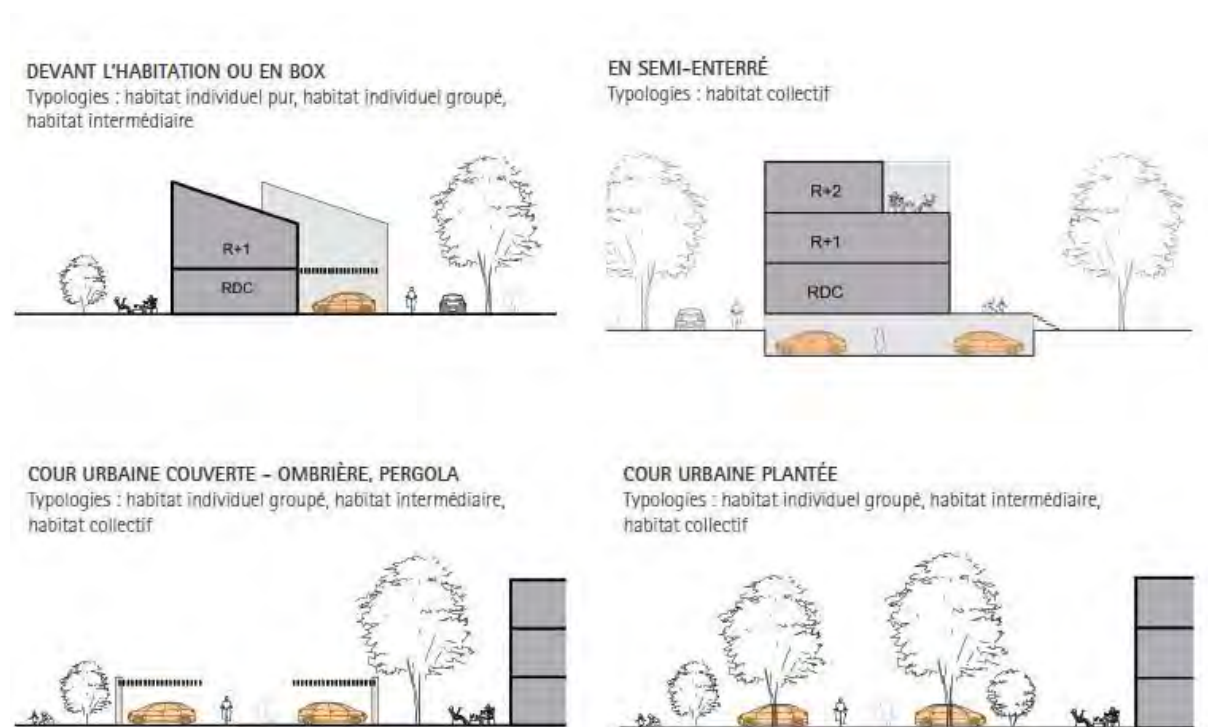 DEVANT L'HABITATION OU EN BOX
Typologies : habitat individuel pur, habitat individuel groupé,
habitat intermédiaire
R+1
RDC
EN SEMI-ENTERRÉ
Typologies : habitat collectif
R+2
R+1
RDC
COUR URBAINE COUVERTE – OMBRIÈRE, PERGOLA
Typologies : habitat individuel groupé, habitat intermédiaire,
habitat collectif
COUR URBAINE PLANTÉE
Typologies : habitat individuel groupé, habitat intermédiaire,
habitat collectif